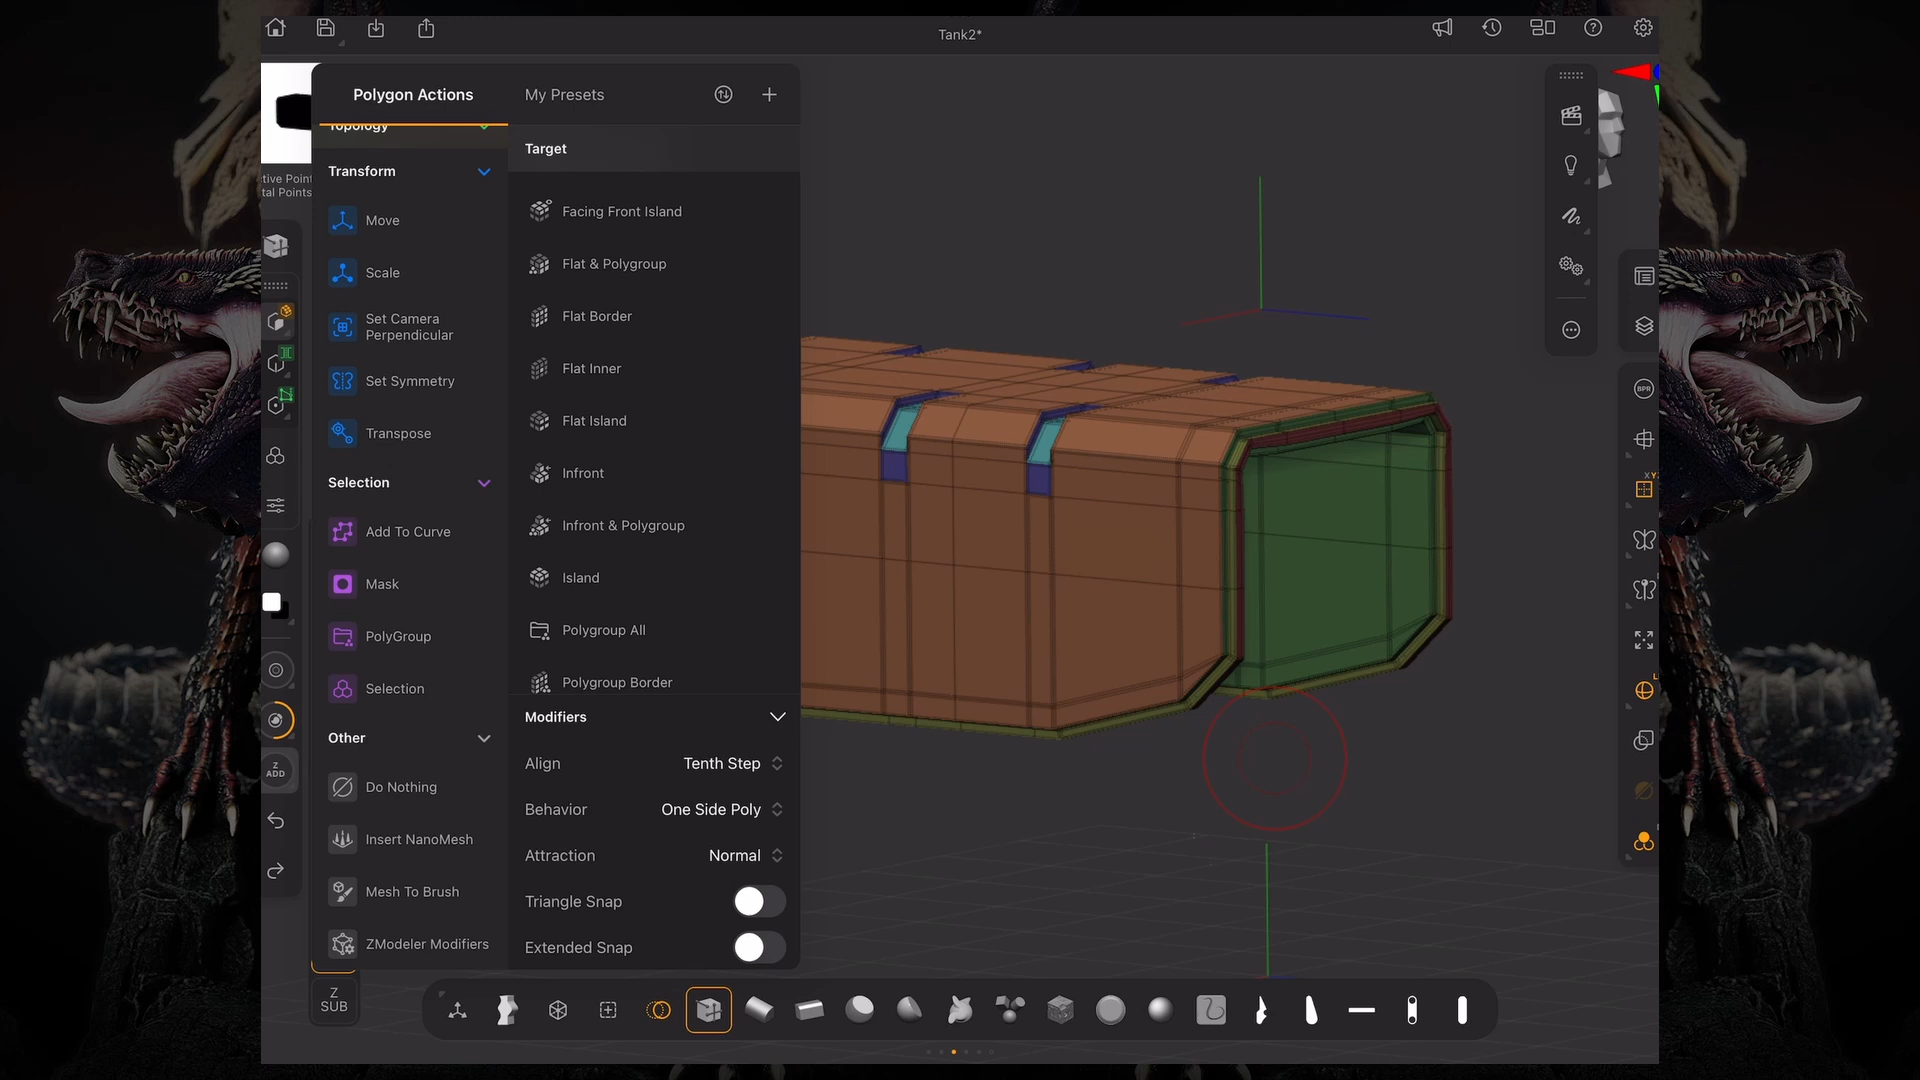 Tank2*
Polygon Actions
My Presets
Topology
tive Point
tal Points
Transform
Move
Scale
Set Camera
Perpendicular
Set Symmetry
Transpose
Selection
Add To Curve
Mask
PolyGroup
Selection
Other
Do Nothing
Insert NanoMesh
Mesh To Brush
ZModeler Modifiers
Target
Facing Front Island
Flat & Polygroup
Flat Border
Flat Inner
Flat Island
Infront
Infront & Polygroup
Island
Polygroup All
Polygroup Border
Modifiers
Align
Tenth Step
Behavior
One Side Poly
Attraction
Normal
Triangle Snap
Extended Snap
Z
ADD
Z
SUB
BPR
XY
L